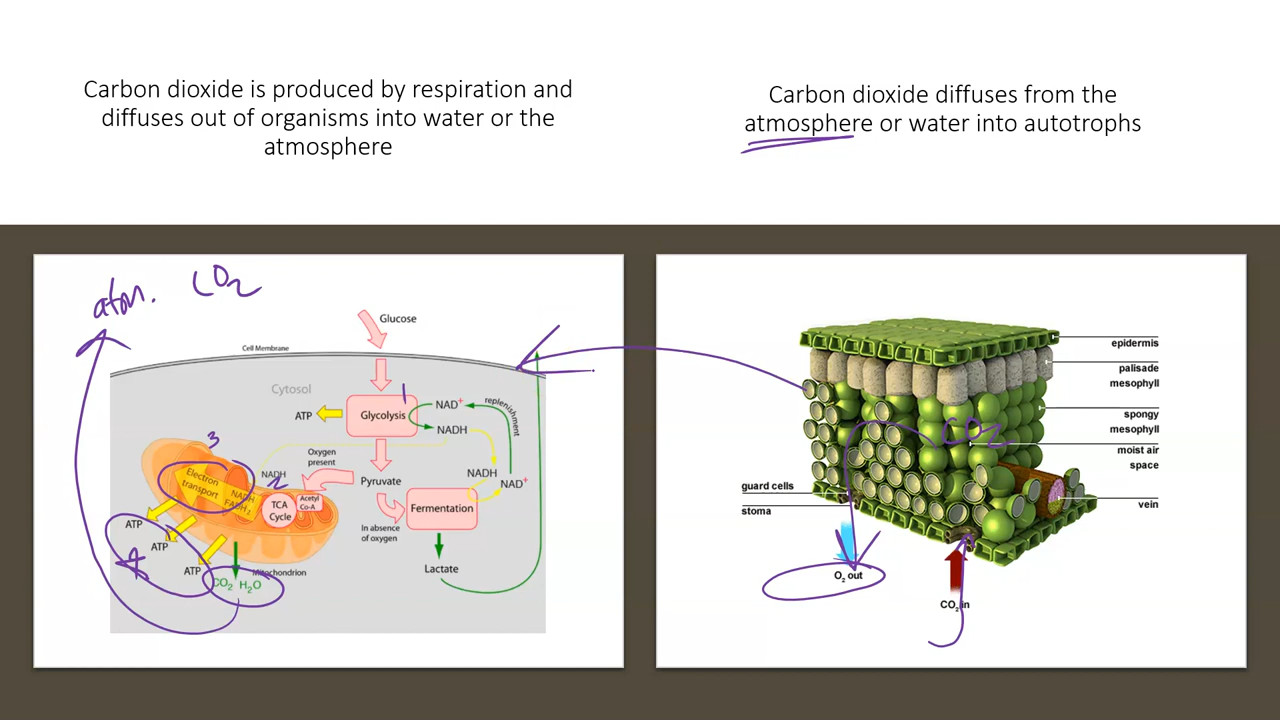 Carbon dioxide is produced by respiration and
diffuses out of organisms into water or the
atmosphere
Carbon dioxide diffuses from the
atmosphere or water into autotrophs
atm. CO2
Glucose
Cell Membrane
Cytosol
1
ATP
Glycolysis
NAD+
replenishment
NADH
3
Oxygen
present
NADH
2
Electron
transport
NADH
FADH2
TCA
Cycle
Acetyl
Co-A
Pyruvate
NADH
NAD+
Fermentation
In absence
of oxygen
ATP
ATP
ATP
Mitochondrion
CO2 H2O
Lactate
epidermis
palisade
mesophyll
spongy
mesophyll
CO2
moist air
space
guard cells
stoma
vein
O2 out
CO2 in